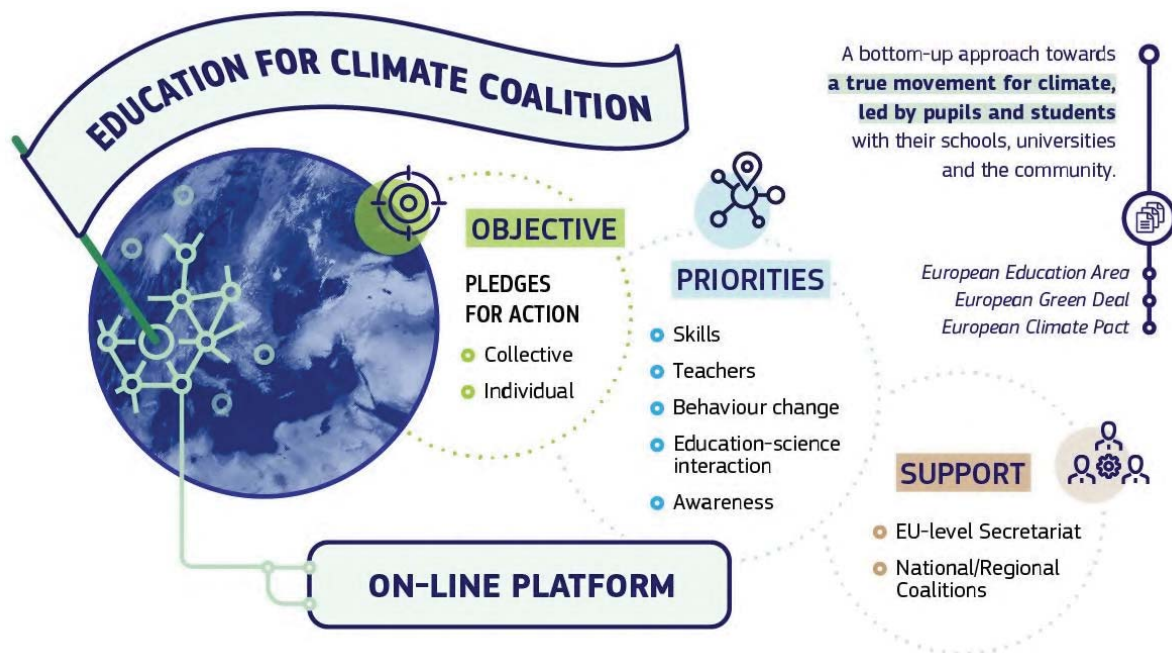 EDUCATION FOR CLIMATE COALITION
A bottom-up approach towards
a true movement for climate,
led by pupils and students
with their schools, universities
and the community.
European Education Area
European Green Deal
European Climate Pact
OBJECTIVE
PLEDGES
FOR ACTION
Collective
Individual
PRIORITIES
Skills
Teachers
Behaviour change
Education-science
interaction
Awareness
SUPPORT
EU-level Secretariat
National/Regional
Coalitions
ON-LINE PLATFORM